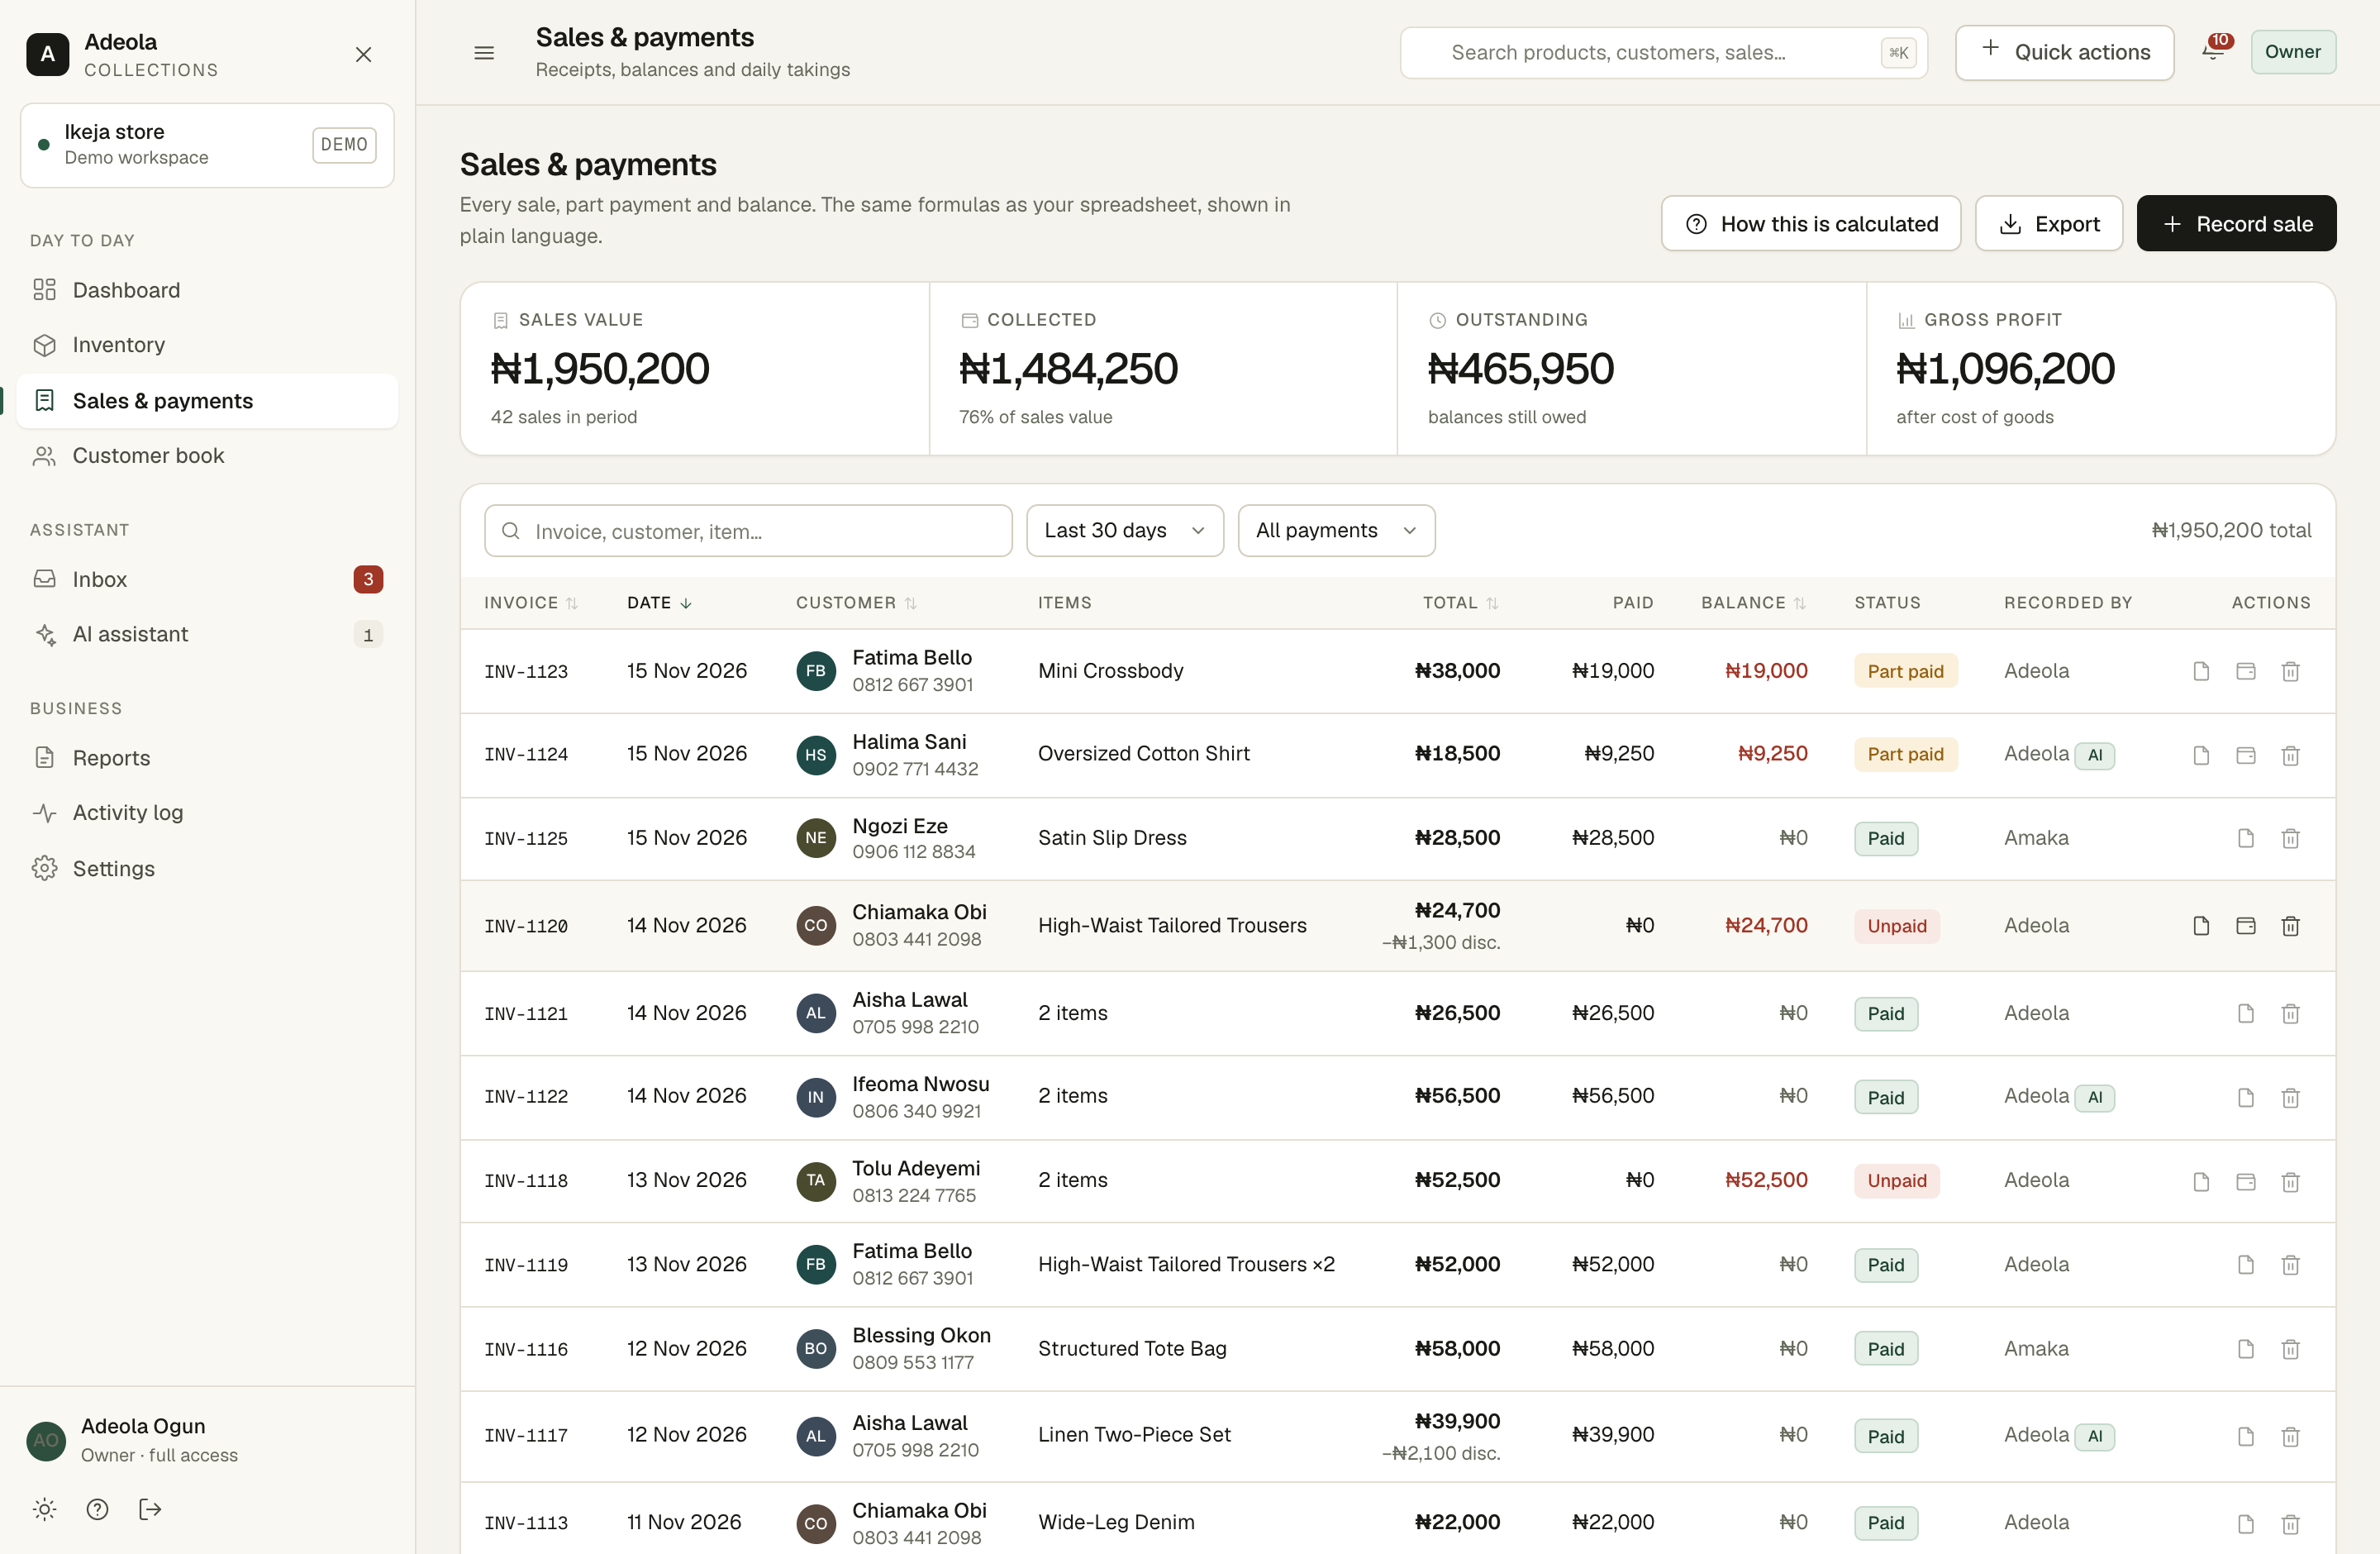 A
Adeola
COLLECTIONS
Ikeja store
Demo workspace
DEMO
DAY TO DAY
Dashboard
Inventory
Sales & payments
Customer book
ASSISTANT
Inbox
3
AI assistant
1
BUSINESS
Reports
Activity log
Settings
AO
Adeola Ogun
Owner · full access
Sales & payments
Receipts, balances and daily takings
Search products, customers, sales...
⌘K
+ Quick actions
10
Owner
Sales & payments
Every sale, part payment and balance. The same formulas as your spreadsheet, shown in
plain language.
How this is calculated
Export
+ Record sale
SALES VALUE
₦1,950,200
42 sales in period
COLLECTED
₦1,484,250
76% of sales value
OUTSTANDING
₦465,950
balances still owed
GROSS PROFIT
₦1,096,200
after cost of goods
Invoice, customer, item...
Last 30 days
All payments
₦1,950,200 total
INVOICE DATE CUSTOMER ITEMS TOTAL PAID BALANCE STATUS RECORDED BY ACTIONS
INV-1123 15 Nov 2026 FB Fatima Bello Mini Crossbody ₦38,000 ₦19,000 ₦19,000 Part paid Adeola
0812 667 3901
INV-1124 15 Nov 2026 HS Halima Sani Oversized Cotton Shirt ₦18,500 ₦9,250 ₦9,250 Part paid Adeola AI
0902 771 4432
INV-1125 15 Nov 2026 NE Ngozi Eze Satin Slip Dress ₦28,500 ₦28,500 ₦0 Paid Amaka
0906 112 8834
INV-1120 14 Nov 2026 CO Chiamaka Obi High-Waist Tailored Trousers ₦24,700 ₦0 ₦24,700 Unpaid Adeola
0803 441 2098 −₦1,300 disc.
INV-1121 14 Nov 2026 AL Aisha Lawal 2 items ₦26,500 ₦26,500 ₦0 Paid Adeola
0705 998 2210
INV-1122 14 Nov 2026 IN Ifeoma Nwosu 2 items ₦56,500 ₦56,500 ₦0 Paid Adeola AI
0806 340 9921
INV-1118 13 Nov 2026 TA Tolu Adeyemi 2 items ₦52,500 ₦0 ₦52,500 Unpaid Adeola
0813 224 7765
INV-1119 13 Nov 2026 FB Fatima Bello High-Waist Tailored Trousers ×2 ₦52,000 ₦52,000 ₦0 Paid Adeola
0812 667 3901
INV-1116 12 Nov 2026 BO Blessing Okon Structured Tote Bag ₦58,000 ₦58,000 ₦0 Paid Amaka
0809 553 1177
INV-1117 12 Nov 2026 AL Aisha Lawal Linen Two-Piece Set ₦39,900 ₦39,900 ₦0 Paid Adeola AI
0705 998 2210 −₦2,100 disc.
INV-1113 11 Nov 2026 CO Chiamaka Obi Wide-Leg Denim ₦22,000 ₦22,000 ₦0 Paid Adeola
0803 441 2098